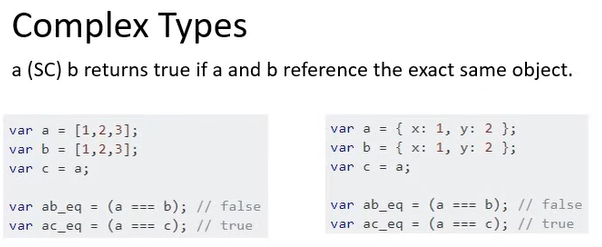 Complex Types
a (SC) b returns true if a and b reference the exact same object.
var a = [1,2,3];
var b = [1,2,3];
var c = a;
var ab_eq = (a === b); // false
var ac_eq = (a === c); // true
var a = { x: 1, y: 2 };
var b = { x: 1, y: 2 };
var c = a;
var ab_eq = (a === b); // false
var ac_eq = (a === c); // true